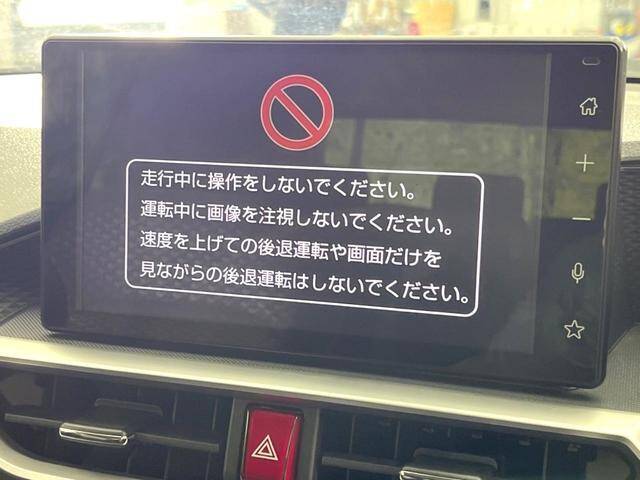 走行中に操作をしないでください。
運転中に画像を注視しないでください。
速度を上げての後退運転や画面だけを
見ながらの後退運転はしないでください。